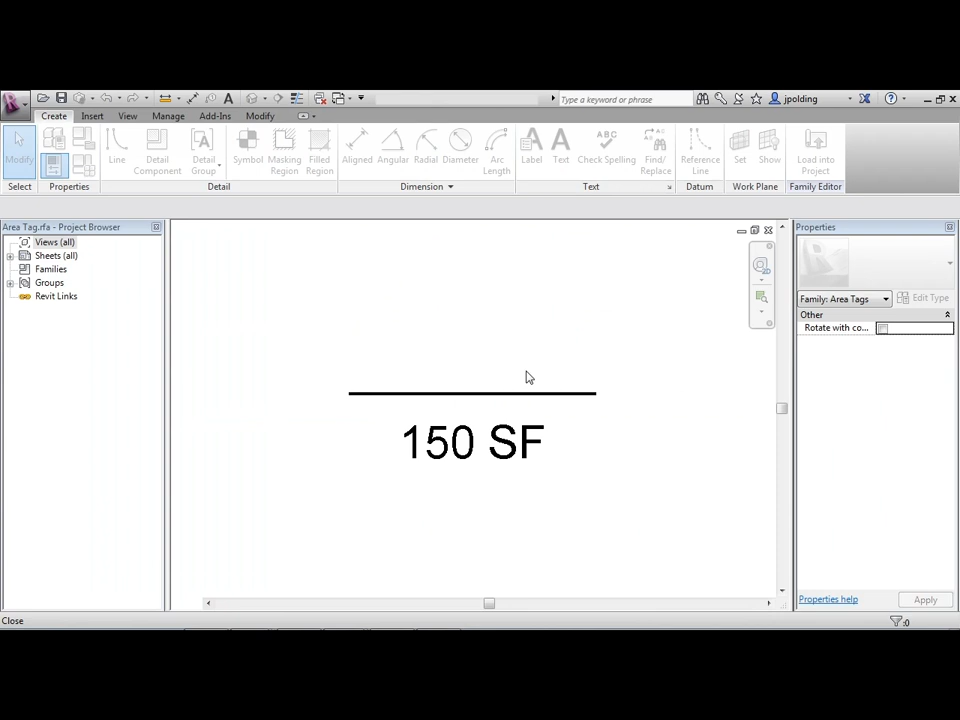 Type a keyword or phrase
jpolding
Create Insert View Add-Ins Manage Modify
Modify
Line
Detail Component
Detail Group
Symbol
Masking Region
Filled Region
Aligned
Angular
Radial
Diameter
Arc Length
Label
Text
Check Spelling
Find/ Replace
Reference Line
Set
Show
Load into Project
Select
Properties
Detail
Dimension
Text
Datum
Work Plane
Family Editor
Area Tag.rfa - Project Browser
Views (all)
Sheets (all)
Families
Groups
Revit Links
2D
150 SF
Properties
Family: Area Tags
Edit Type
Other
Rotate with co...
Properties help
Apply
Close
:0